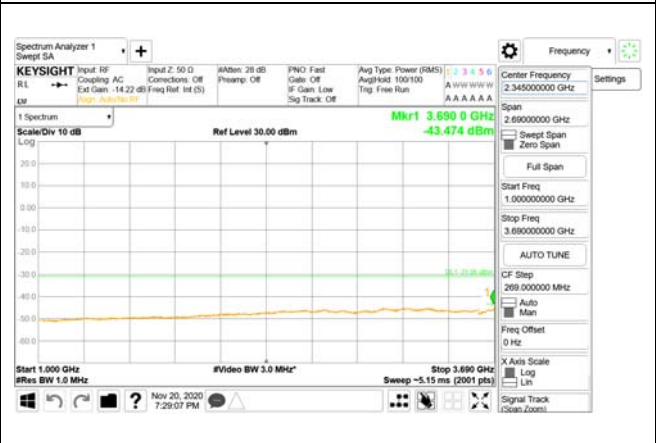 Spectrum Analyzer 1
Swept SA
Frequency
KEYSIGHT
RL
Input: RF
Coupling: AC
Ext Gain: -14.22 dB
Align: Auto/No RF
Input Z: 50 Ω
Corrections: Off
Freq Ref: Int (S)
#Atten: 28 dB
Preamp: Off
PNO: Fast
Gate: Off
IF Gain: Low
Sig Track: Off
Avg Type: Power (RMS)
Avg|Hold: 100/100
Trig: Free Run
1 2 3 4 5 6
A W W W W W
A A A A A A
1 Spectrum
Scale/Div 10 dB
Log
Ref Level 30.00 dBm
Mkr1 3.690 0 GHz
-43.474 dBm
20.0
10.0
0.00
-10.0
-20.0
-30.0
-40.0
-50.0
-60.0
1
Start 1.000 GHz
#Res BW 1.0 MHz
#Video BW 3.0 MHz*
Stop 3.690 GHz
Sweep ~5.15 ms (2001 pts)
Nov 20, 2020
7:29:07 PM
Center Frequency
2.345000000 GHz
Settings
Span
2.69000000 GHz
Swept Span
Zero Span
Full Span
Start Freq
1.000000000 GHz
Stop Freq
3.690000000 GHz
AUTO TUNE
CF Step
269.000000 MHz
Auto
Man
Freq Offset
0 Hz
X Axis Scale
Log
Lin
Signal Track
(Span Zoom)